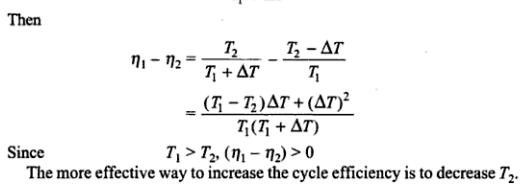 Then
η₁ − η₂ = T₂ / (T₁ + ΔT) − (T₂ − ΔT) / T₁
= ((T₁ − T₂)ΔT + (ΔT)²) / (T₁(T₁ + ΔT))
Since T₁ > T₂, (η₁ − η₂) > 0
The more effective way to increase the cycle efficiency is to decrease T₂.